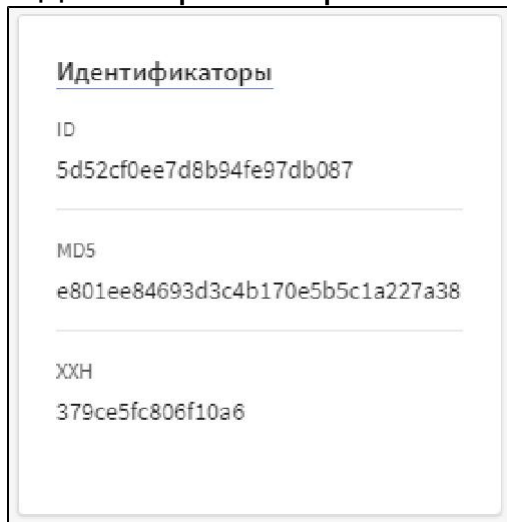 Идентификаторы
ID
5d52cf0ee7d8b94fe97db087
MD5
e801ee84693d3c4b170e5b5c1a227a38
XXH
379ce5fc806f10a6